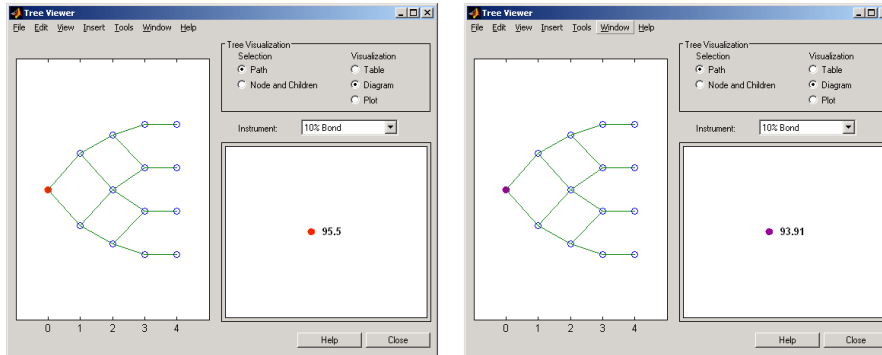 Tree Viewer
File Edit View Insert Tools Window Help
Tree Visualization
Selection Visualization
Path Table
Node and Children Diagram
Plot
Instrument: 10% Bond
95.5
0 1 2 3 4
Help Close
Tree Viewer
File Edit View Insert Tools Window Help
Tree Visualization
Selection Visualization
Path Table
Node and Children Diagram
Plot
Instrument: 10% Bond
93.91
0 1 2 3 4
Help Close